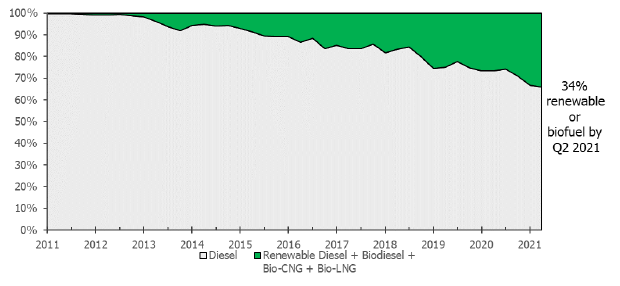 100%
90%
80%
70%
60%
50%
40%
30%
20%
10%
0%
2011 2012 2013 2014 2015 2016 2017 2018 2019 2020 2021
Diesel Renewable Diesel + Biodiesel +
Bio-CNG + Bio-LNG
34%
renewable
or
biofuel by
Q2 2021